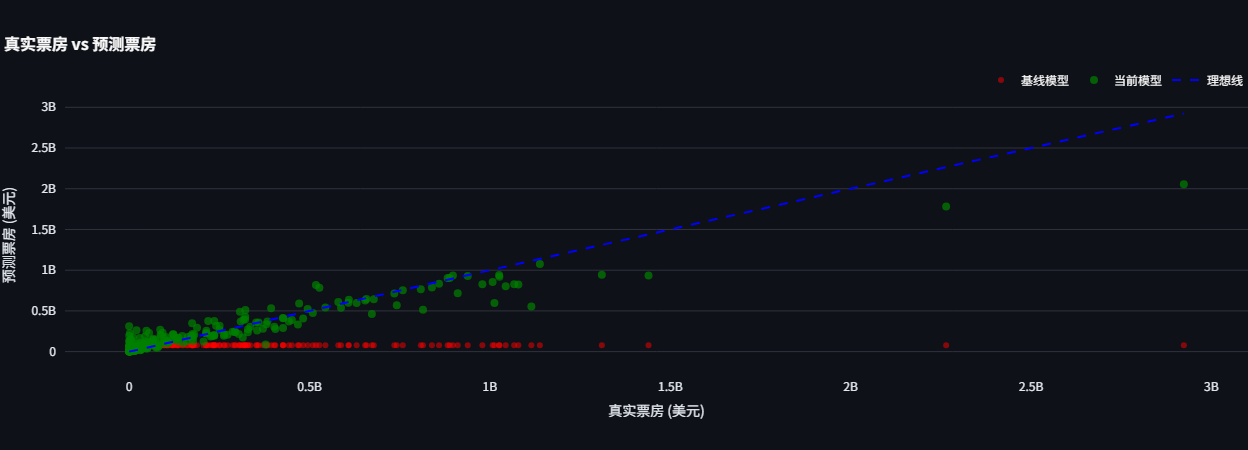 真实票房 vs 预测票房
基线模型 当前模型 理想线
3B
2.5B
2B
1.5B
1B
0.5B
0
预测票房 (美元)
0 0.5B 1B 1.5B 2B 2.5B 3B
真实票房 (美元)